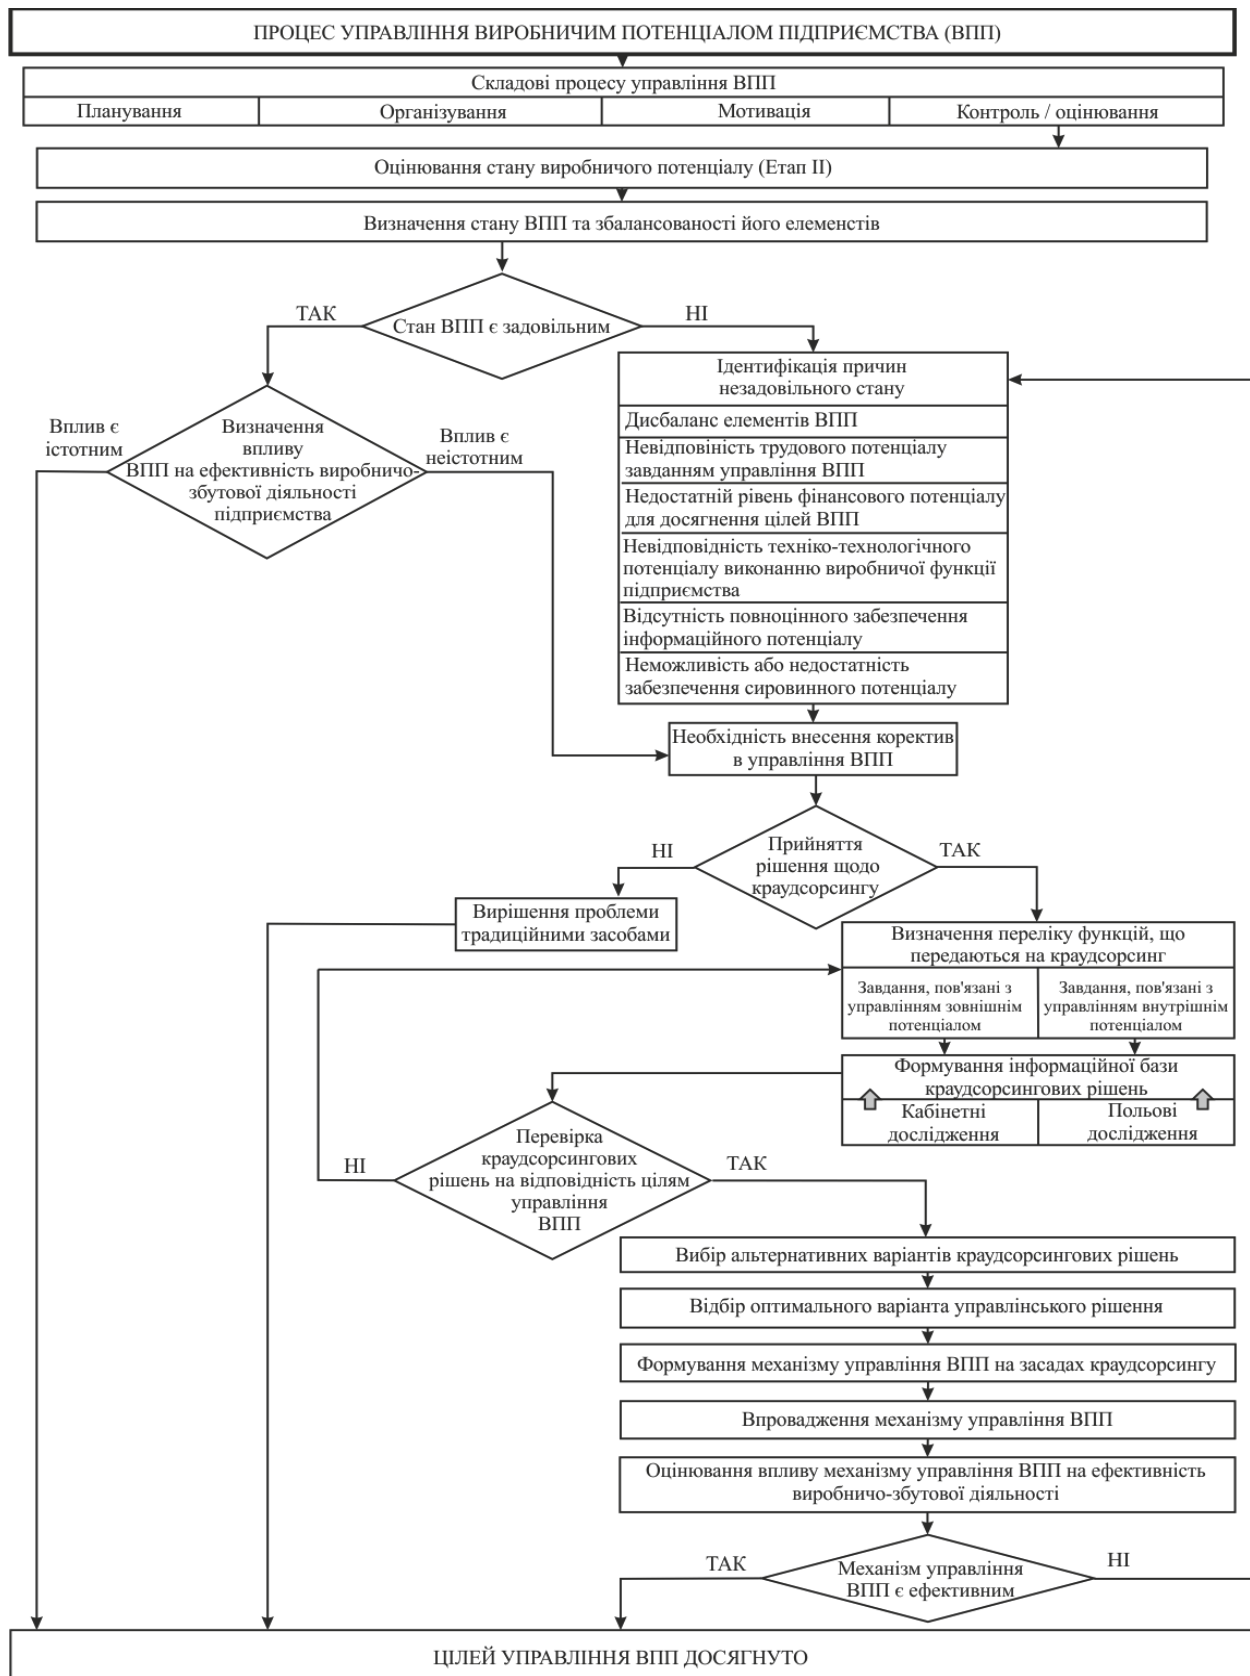 ПРОЦЕС УПРАВЛІННЯ ВИРОБНИЧИМ ПОТЕНЦІАЛОМ ПІДПРИЄМСТВА (ВПП)
Складові процесу управління ВПП
Планування
Організування
Мотивація
Контроль / оцінювання
Оцінювання стану виробничого потенціалу (Етап II)
Визначення стану ВПП та збалансованості його елеменстів
ТАК
Стан ВПП є задовільним
НІ
Ідентифікація причин
незадовільного стану
Дисбаланс елементів ВПП
Невідповіність трудового потенціалу
завданням управління ВПП
Недостатній рівень фінансового потенціалу
для досягнення цілей ВПП
Невідповідність техніко-технологічного
потенціалу виконанню виробничої функції
підприємства
Відсутність повноцінного забезпечення
інформаційного потенціалу
Неможливість або недостатність
забезпечення сировинного потенціалу
Вплив є
істотним
Визначення
впливу
ВПП на ефективність виробничо-
збутової діяльності
підприємства
Вплив є
неістотним
Необхідність внесення коректив
в управління ВПП
НІ
Прийняття
рішення щодо
краудсорсингу
ТАК
Вирішення проблеми
традиційними засобами
Визначення переліку функцій, що
передаються на краудсорсинг
Завдання, пов'язані з
управлінням зовнішнім
потенціалом
Завдання, пов'язані з
управлінням внутрішнім
потенціалом
Формування інформаційної бази
краудсорсингових рішень
Кабінетні
дослідження
Польові
дослідження
НІ
Перевірка
краудсорсингових
рішень на відповідність цілям
управління
ВПП
ТАК
Вибір альтернативних варіантів краудсорсингових рішень
Відбір оптимального варіанта управлінського рішення
Формування механізму управління ВПП на засадах краудсорсингу
Впровадження механізму управління ВПП
Оцінювання впливу механізму управління ВПП на ефективність
виробничо-збутової діяльності
ТАК
Механізм управління
ВПП є ефективним
НІ
ЦІЛЕЙ УПРАВЛІННЯ ВПП ДОСЯГНУТО